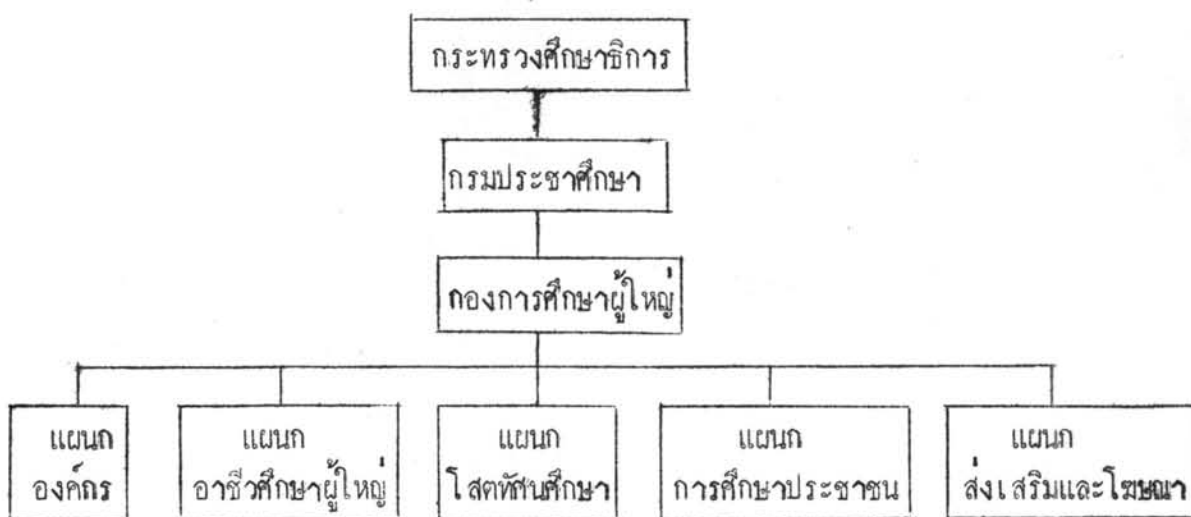 กระทรวงศึกษาธิการ
กรมประชาศึกษา
กองการศึกษาผู้ใหญ่
แผนก
องค์กร
แผนก
อาชีวศึกษาผู้ใหญ่
แผนก
โสตทัศนศึกษา
แผนก
การศึกษาประชาชน
แผนก
ส่งเสริมและโฆษณา